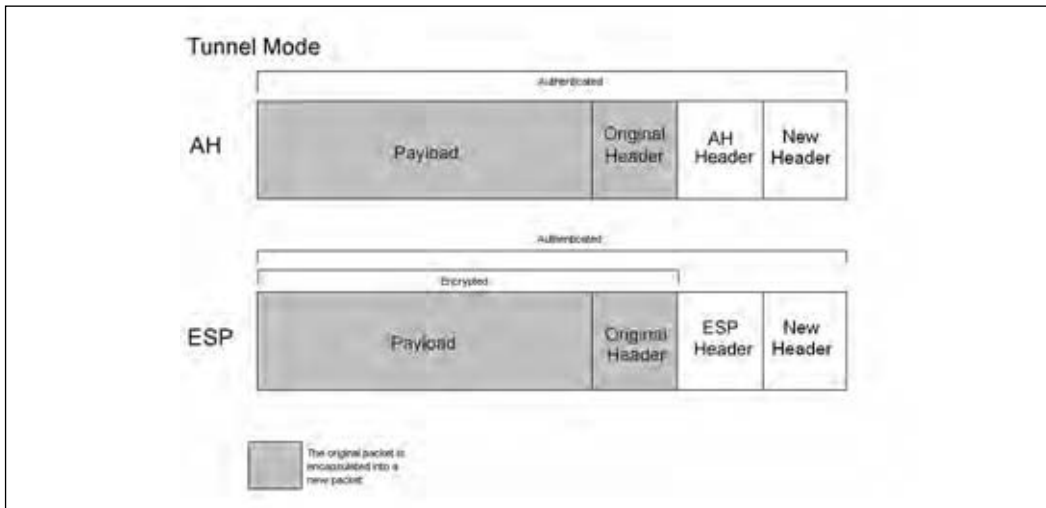 Tunnel Mode
Authenticated
AH
Payload
Original
Header
AH
Header
New
Header
Authenticated
Encrypted
ESP
Payload
Original
Header
ESP
Header
New
Header
The original packet is
encapsulated into a
new packet